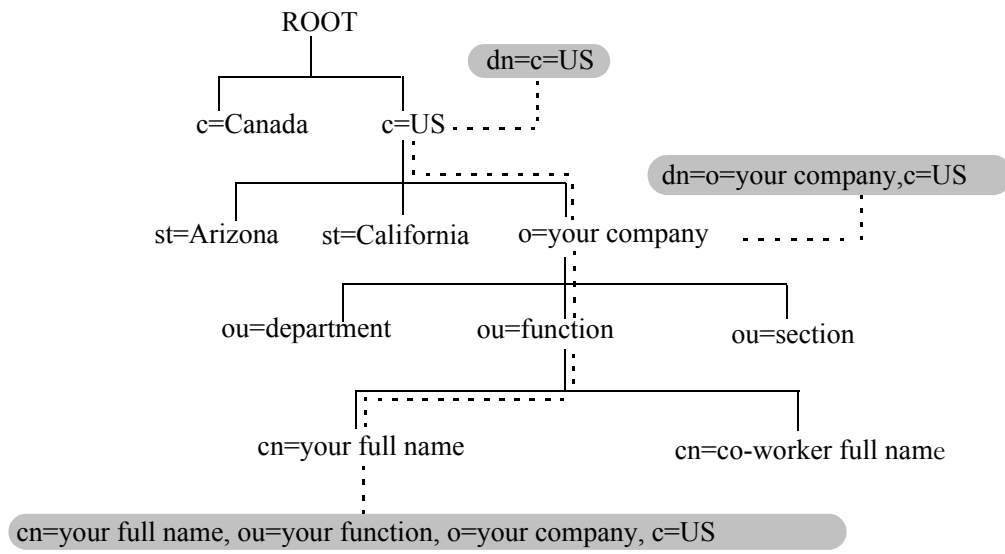 ROOT
dn=c=US
c=Canada
c=US
dn=o=your company,c=US
st=Arizona
st=California
o=your company
ou=department
ou=function
ou=section
cn=your full name
cn=co-worker full name
cn=your full name, ou=your function, o=your company, c=US